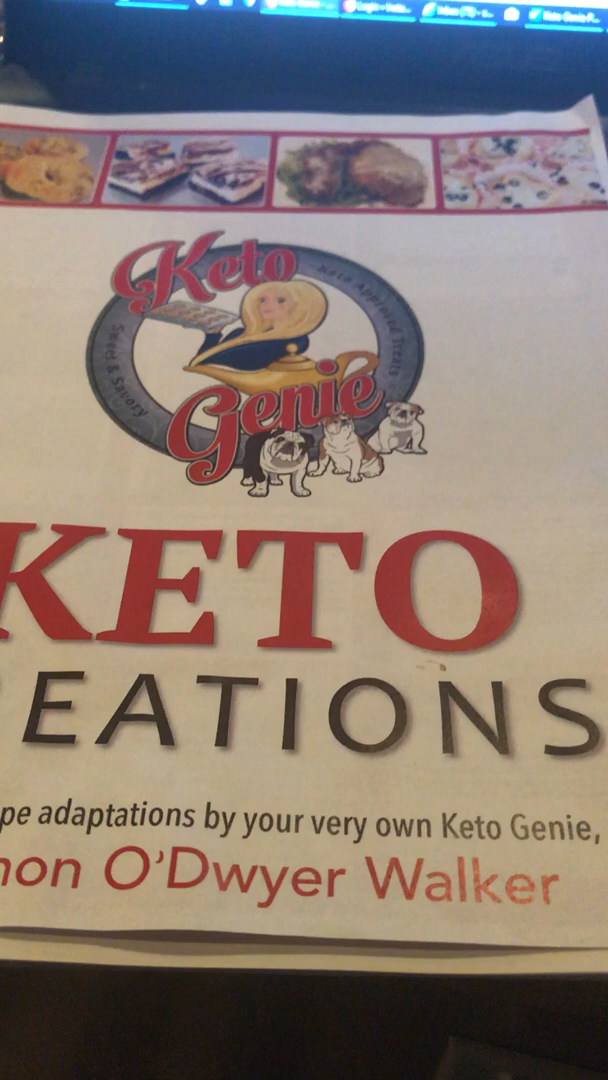 Keto
Keto Approved Treats
Sweet & Savory
Genie
KETO
EATIONS
pe adaptations by your very own Keto Genie,
non O'Dwyer Walker